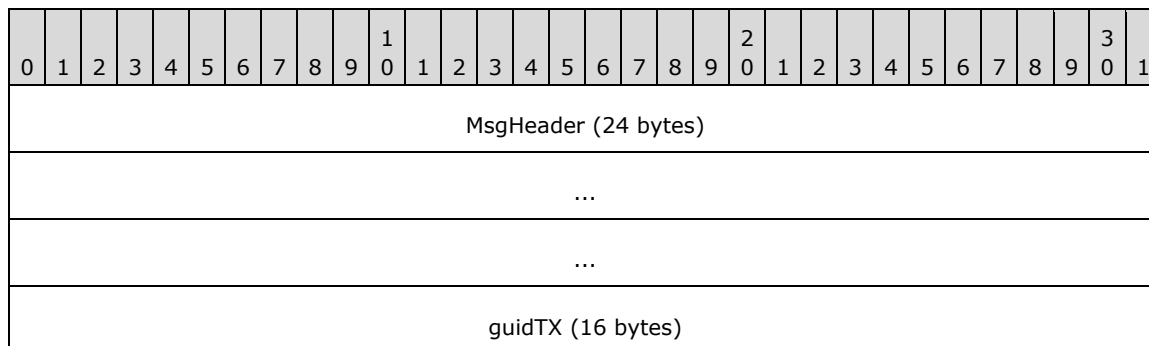 1 2 3
0 1 2 3 4 5 6 7 8 9 0 1 2 3 4 5 6 7 8 9 0 1 2 3 4 5 6 7 8 9 0 1
MsgHeader (24 bytes)
...
...
guidTX (16 bytes)